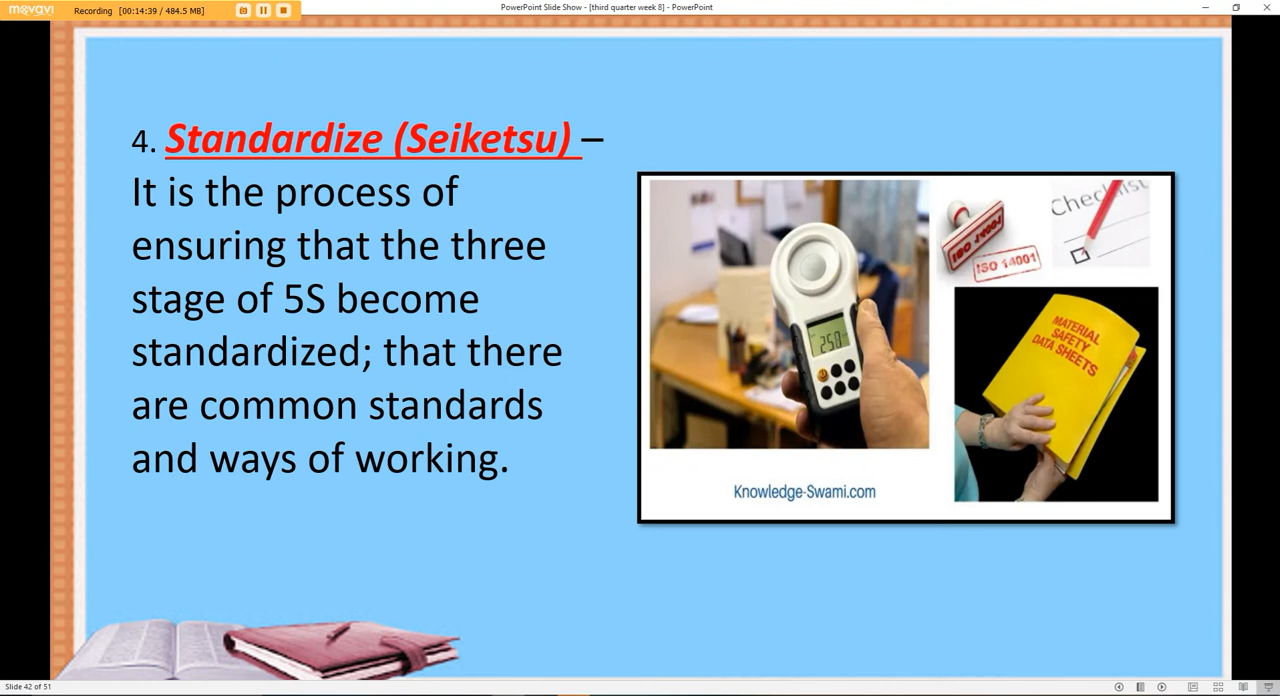 movavi
Recording [00:14:39 / 484.5 MB]
PowerPoint Slide Show - [third quarter week 8] - PowerPoint
4. Standardize (Seiketsu) –
It is the process of
ensuring that the three
stage of 5S become
standardized; that there
are common standards
and ways of working.
ISO 14001
Checklist
MATERIAL
SAFETY
DATA SHEETS
Knowledge-Swami.com
Slide 42 of 51